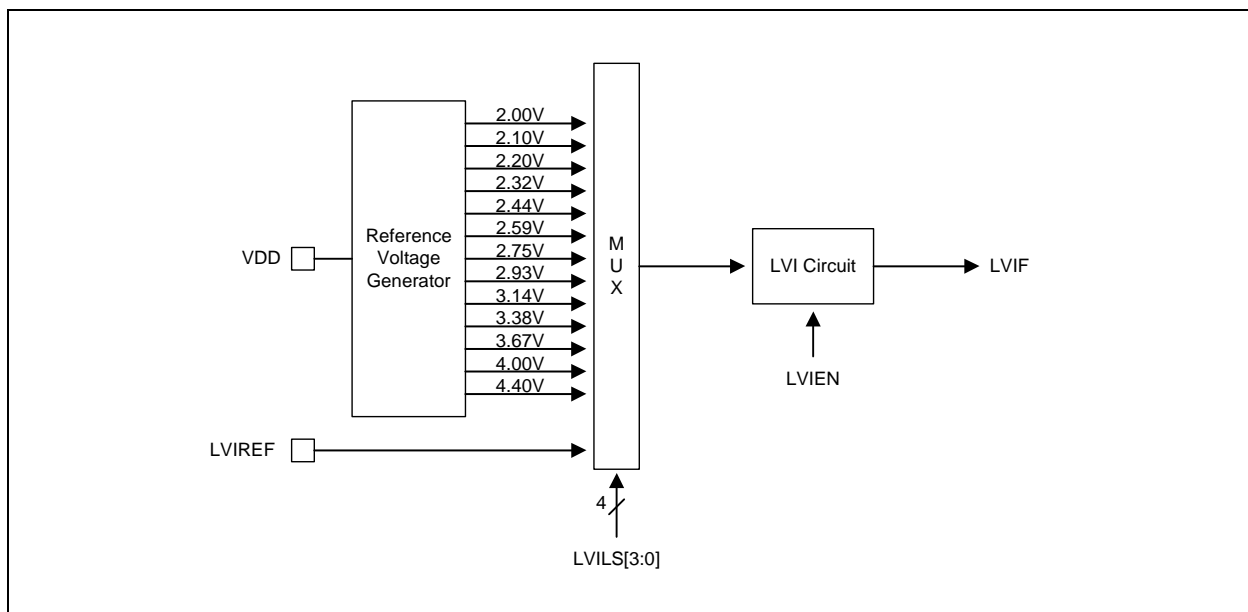 2.00V
2.10V
2.20V
2.32V
2.44V
2.59V
2.75V
2.93V
3.14V
3.38V
3.67V
4.00V
4.40V
VDD
Reference
Voltage
Generator
M
U
X
LVI Circuit
LVIF
LVIEN
LVIREF
4
LVILS[3:0]